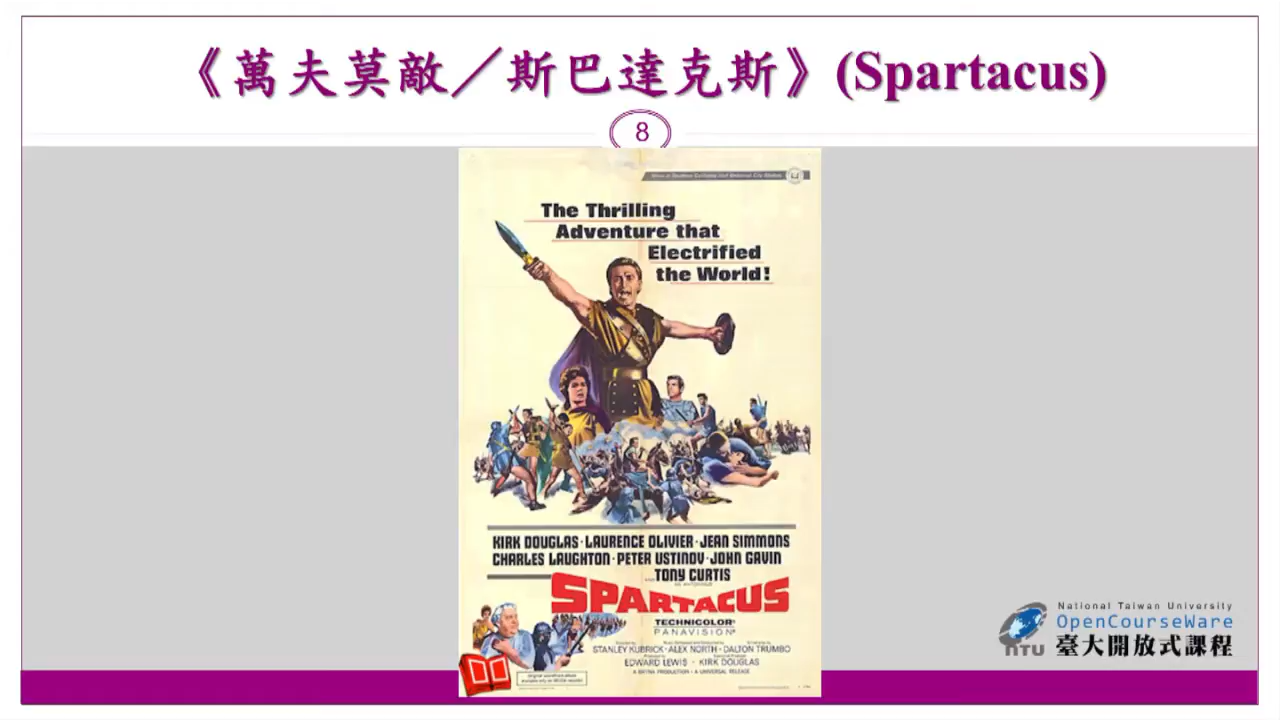 《萬夫莫敵／斯巴達克斯》(Spartacus)
8
The Thrilling
Adventure that
Electrified
the World!
KIRK DOUGLAS · LAURENCE OLIVIER · JEAN SIMMONS
CHARLES LAUGHTON · PETER USTINOV · JOHN GAVIN
TONY CURTIS
SPARTACUS
TECHNICOLOR®
PANAVISION®
STANLEY KUBRICK · ALEX NORTH · DALTON TRUMBO
EDWARD LEWIS · KIRK DOUGLAS
A BRYNA PRODUCTION · A UNIVERSAL RELEASE
National Taiwan University
OpenCourseWare
NTU 臺大開放式課程